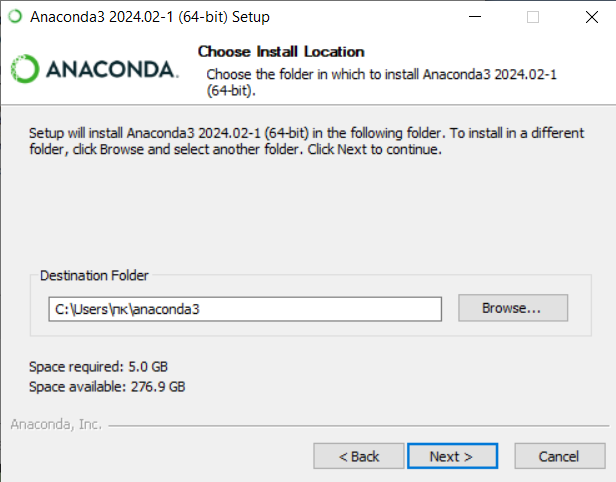 Anaconda3 2024.02-1 (64-bit) Setup
ANACONDA.
Choose Install Location
Choose the folder in which to install Anaconda3 2024.02-1
(64-bit).
Setup will install Anaconda3 2024.02-1 (64-bit) in the following folder. To install in a different
folder, click Browse and select another folder. Click Next to continue.
Destination Folder
C:\Users\пк\anaconda3
Browse...
Space required: 5.0 GB
Space available: 276.9 GB
Anaconda, Inc.
< Back
Next >
Cancel